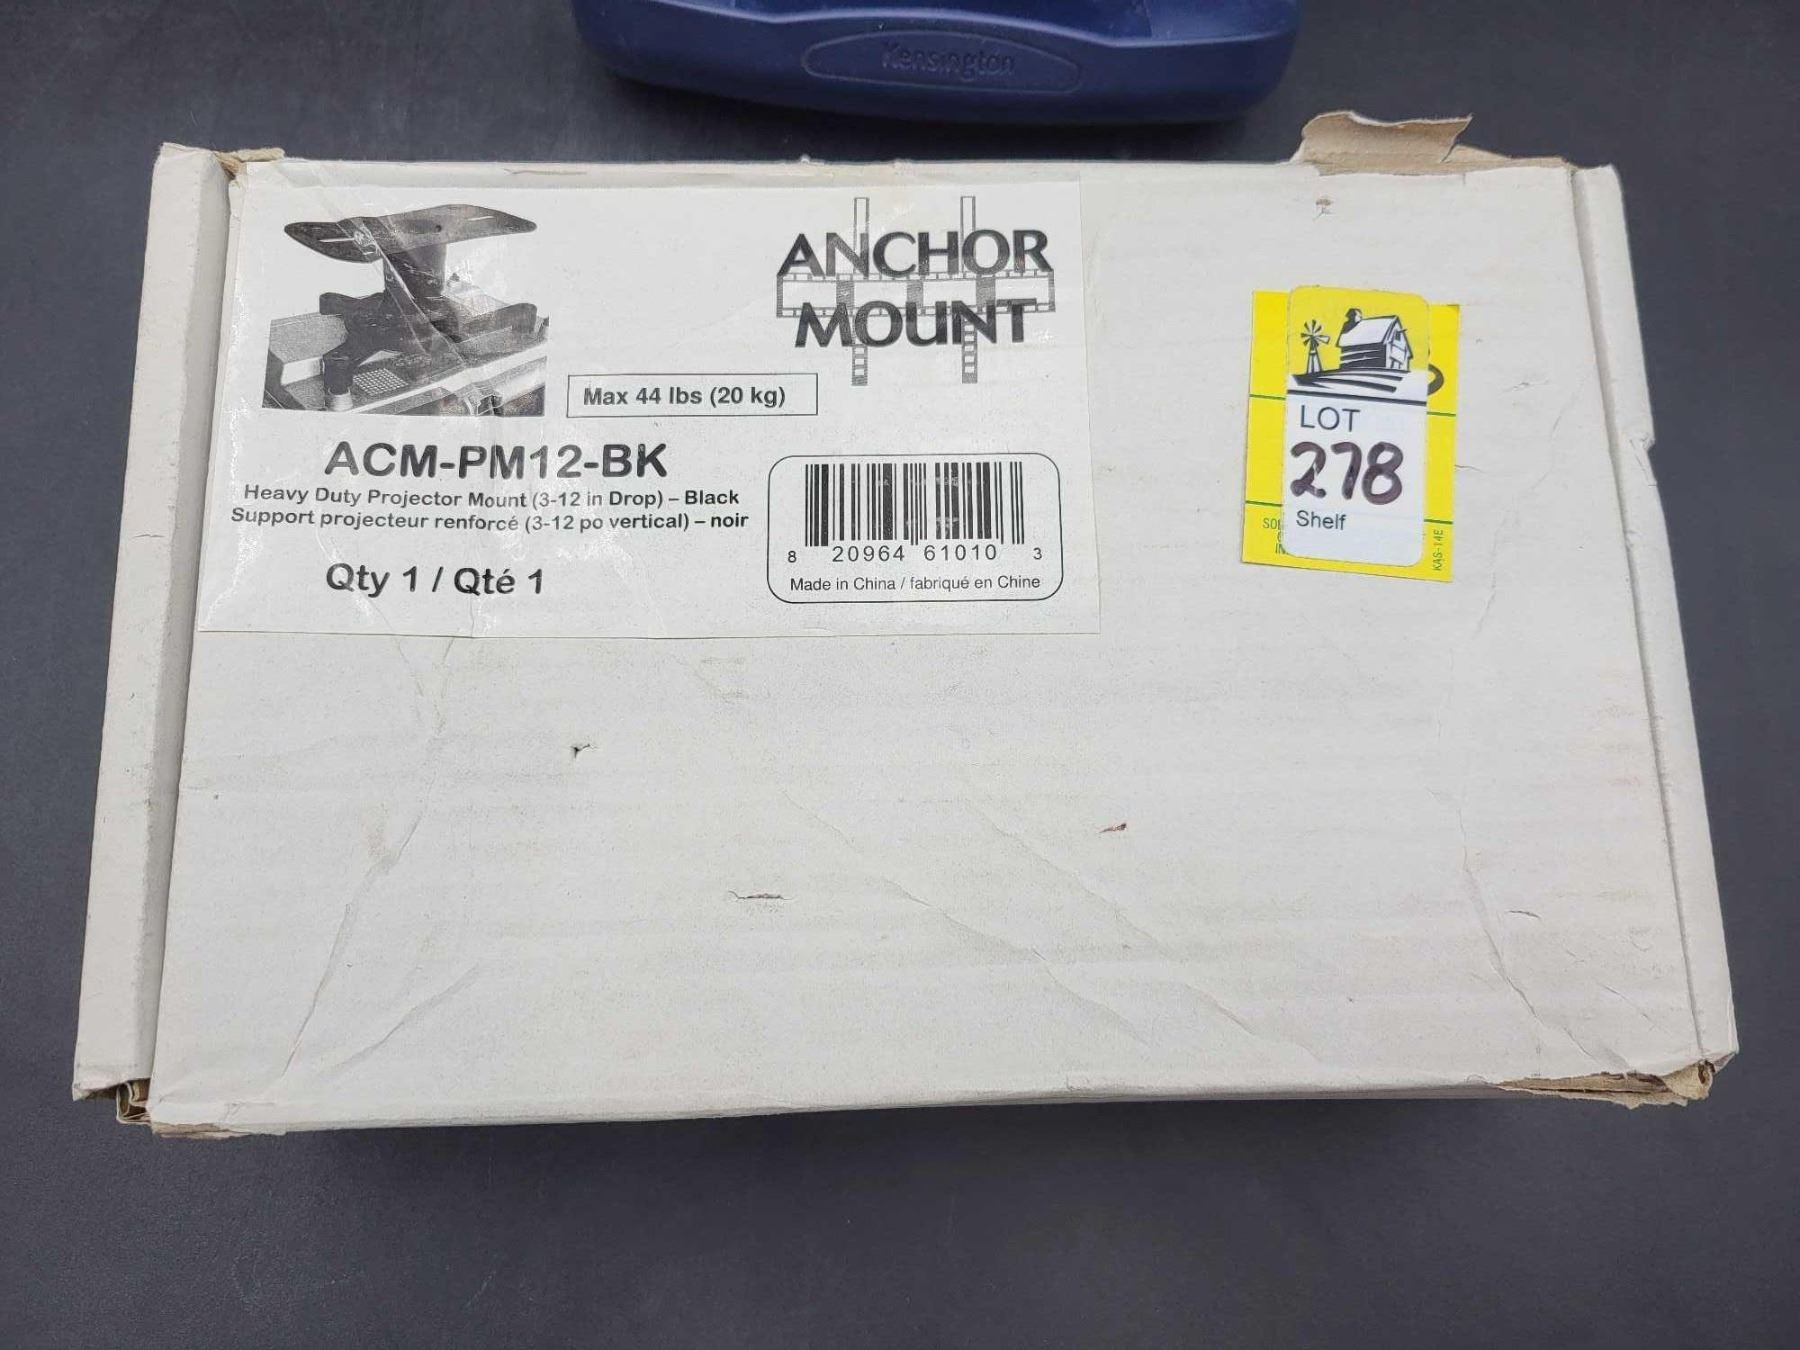 Kensington
ANCHOR
MOUNT
Max 44 lbs (20 kg)
ACM-PM12-BK
Heavy Duty Projector Mount (3-12 in Drop) – Black
Support projecteur renforcé (3-12 po vertical) – noir
Qty 1 / Qté 1
8 20964 61010 3
Made in China / fabriqué en Chine
LOT
278
Shelf
KAS-14E